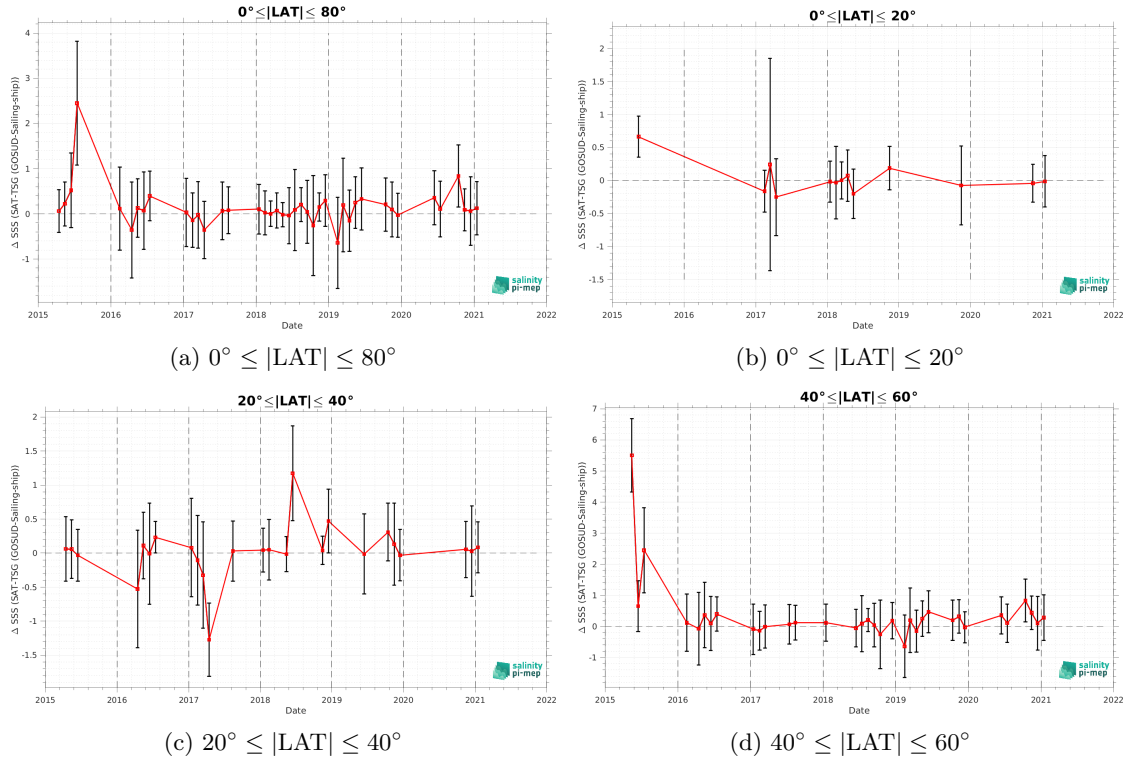 0°≤|LAT|≤ 80°
Δ SSS (SAT-TSG (GOSUD-Sailing-ship))
4
3
2
1
0
-1
2015 2016 2017 2018 2019 2020 2021 2022
Date
salinity
pi-mep
(a) 0° ≤ |LAT| ≤ 80°
0°≤|LAT|≤ 20°
Δ SSS (SAT-TSG (GOSUD-Sailing-ship))
2
1.5
1
0.5
0
-0.5
-1
-1.5
2015 2016 2017 2018 2019 2020 2021 2022
Date
salinity
pi-mep
(b) 0° ≤ |LAT| ≤ 20°
20°≤|LAT|≤ 40°
Δ SSS (SAT-TSG (GOSUD-Sailing-ship))
2
1.5
1
0.5
0
-0.5
-1
-1.5
2015 2016 2017 2018 2019 2020 2021 2022
Date
salinity
pi-mep
(c) 20° ≤ |LAT| ≤ 40°
40°≤|LAT|≤ 60°
Δ SSS (SAT-TSG (GOSUD-Sailing-ship))
7
6
5
4
3
2
1
0
-1
2015 2016 2017 2018 2019 2020 2021 2022
Date
salinity
pi-mep
(d) 40° ≤ |LAT| ≤ 60°